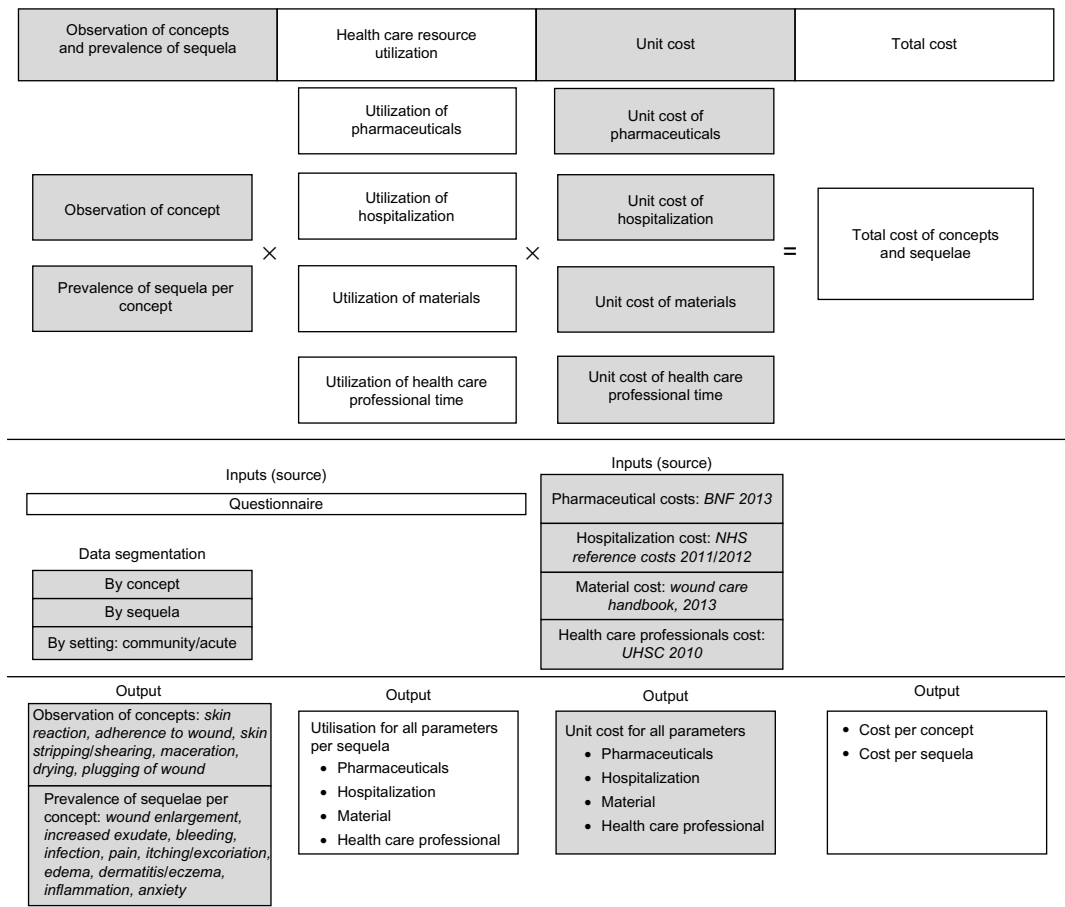 Observation of concepts
and prevalence of sequela
Health care resource
utilization
Unit cost
Total cost
Utilization of
pharmaceuticals
Unit cost of
pharmaceuticals
Observation of concept
Utilization of
hospitalization
Unit cost of
hospitalization
Total cost of concepts
and sequelae
×
×
=
Prevalence of sequela per
concept
Utilization of materials
Unit cost of materials
Utilization of health care
professional time
Unit cost of health care
professional time
Inputs (source)
Questionnaire
Inputs (source)
Pharmaceutical costs: BNF 2013
Hospitalization cost: NHS
reference costs 2011/2012
Material cost: wound care
handbook, 2013
Health care professionals cost:
UHSC 2010
Data segmentation
By concept
By sequela
By setting: community/acute
Output
Observation of concepts: skin
reaction, adherence to wound, skin
stripping/shearing, maceration,
drying, plugging of wound
Prevalence of sequelae per
concept: wound enlargement,
increased exudate, bleeding,
infection, pain, itching/excoriation,
edema, dermatitis/eczema,
inflammation, anxiety
Output
Utilisation for all parameters
per sequela
• Pharmaceuticals
• Hospitalization
• Material
• Health care professional
Output
Unit cost for all parameters
• Pharmaceuticals
• Hospitalization
• Material
• Health care professional
Output
• Cost per concept
• Cost per sequela